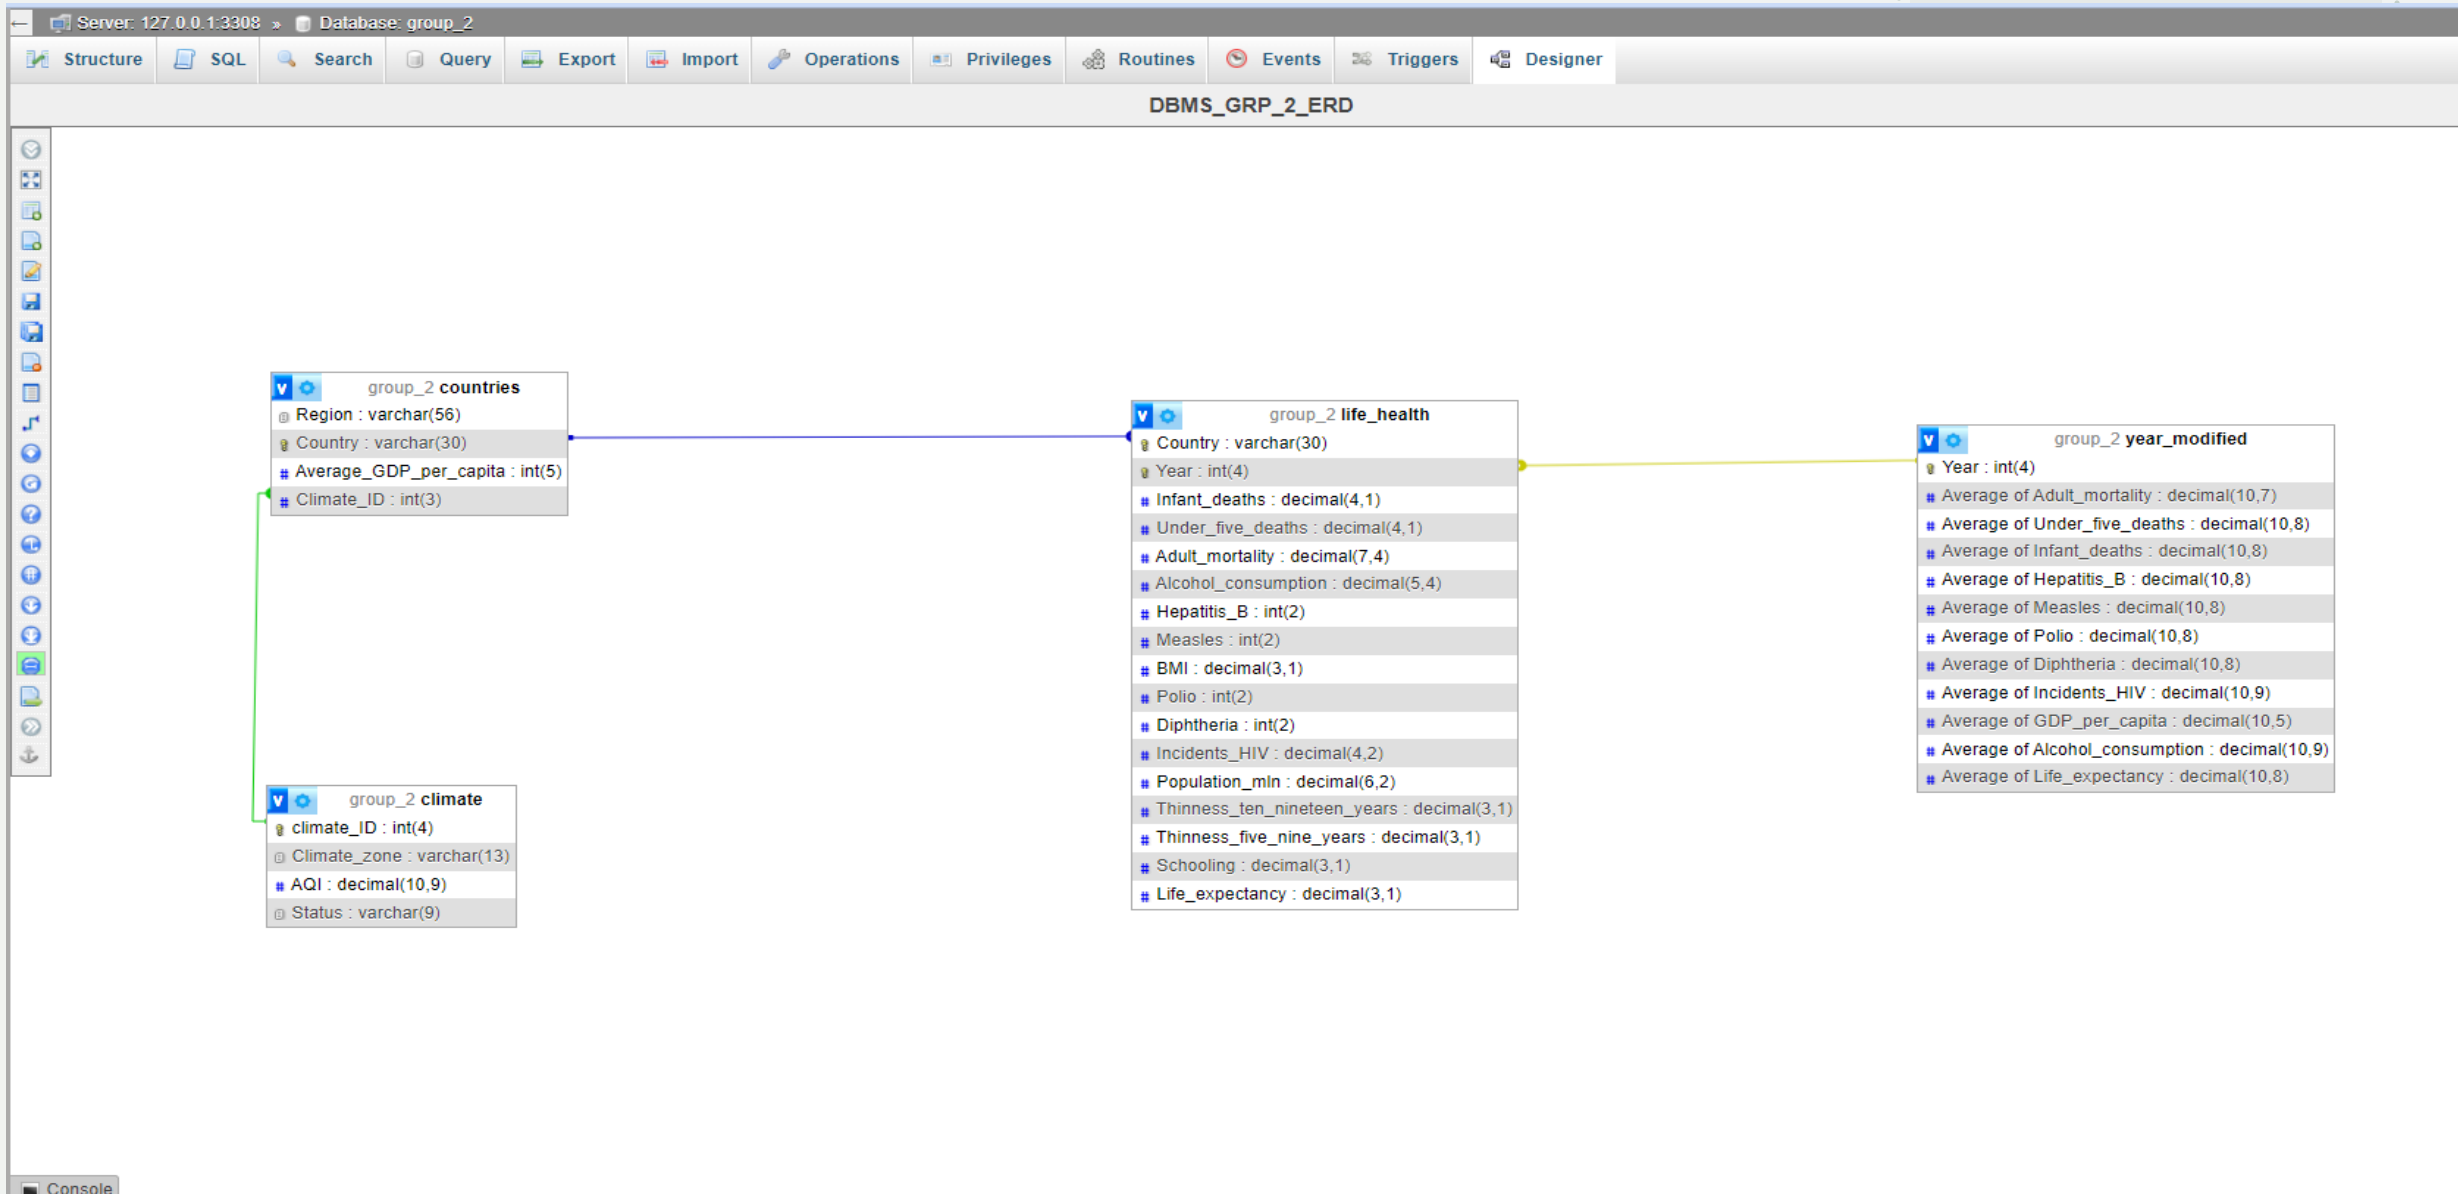 Server: 127.0.0.1:3308 » Database: group_2
Structure SQL Search Query Export Import Operations Privileges Routines Events Triggers Designer
DBMS_GRP_2_ERD
group_2 countries
Region : varchar(56)
Country : varchar(30)
Average_GDP_per_capita : int(5)
Climate_ID : int(3)
group_2 climate
climate_ID : int(4)
Climate_zone : varchar(13)
AQI : decimal(10,9)
Status : varchar(9)
group_2 life_health
Country : varchar(30)
Year : int(4)
Infant_deaths : decimal(4,1)
Under_five_deaths : decimal(4,1)
Adult_mortality : decimal(7,4)
Alcohol_consumption : decimal(5,4)
Hepatitis_B : int(2)
Measles : int(2)
BMI : decimal(3,1)
Polio : int(2)
Diphtheria : int(2)
Incidents_HIV : decimal(4,2)
Population_mln : decimal(6,2)
Thinness_ten_nineteen_years : decimal(3,1)
Thinness_five_nine_years : decimal(3,1)
Schooling : decimal(3,1)
Life_expectancy : decimal(3,1)
group_2 year_modified
Year : int(4)
Average of Adult_mortality : decimal(10,7)
Average of Under_five_deaths : decimal(10,8)
Average of Infant_deaths : decimal(10,8)
Average of Hepatitis_B : decimal(10,8)
Average of Measles : decimal(10,8)
Average of Polio : decimal(10,8)
Average of Diphtheria : decimal(10,8)
Average of Incidents_HIV : decimal(10,9)
Average of GDP_per_capita : decimal(10,5)
Average of Alcohol_consumption : decimal(10,9)
Average of Life_expectancy : decimal(10,8)
Console